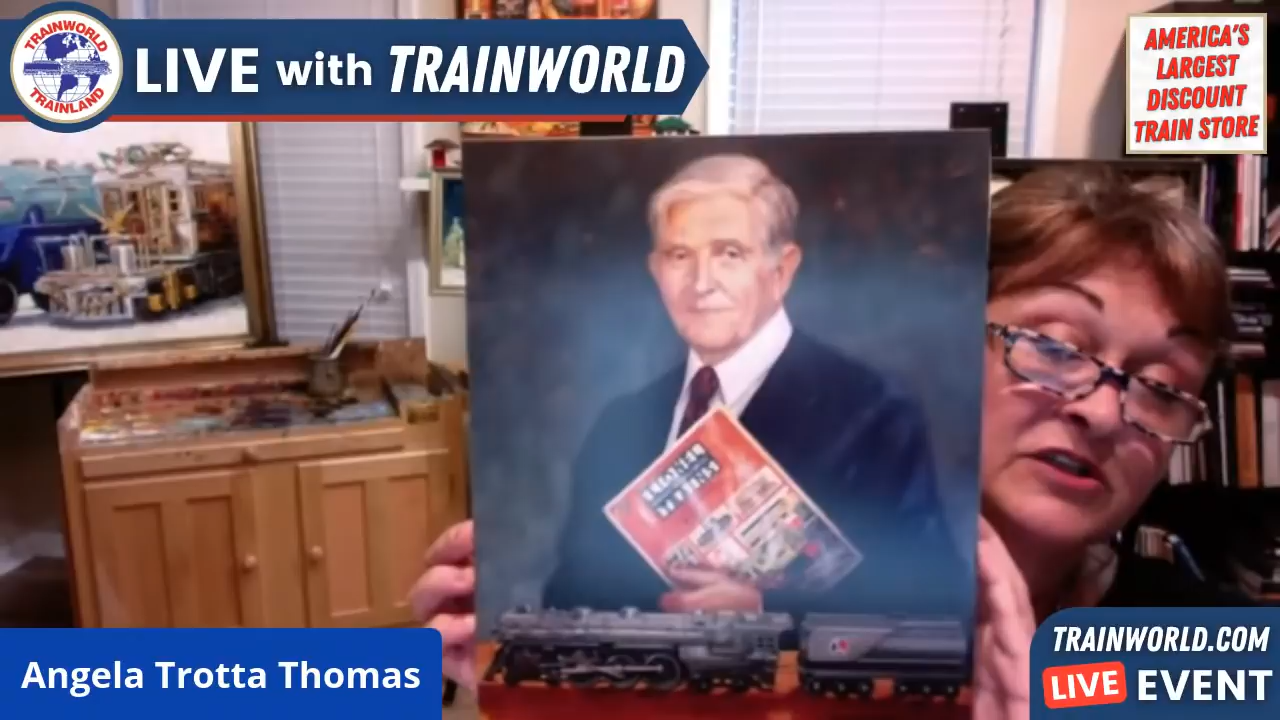 TRAINWORLD
TRAINLAND
LIVE with TRAINWORLD
AMERICA'S
LARGEST
DISCOUNT
TRAIN STORE
Angela Trotta Thomas
TRAINWORLD.COM
LIVE EVENT